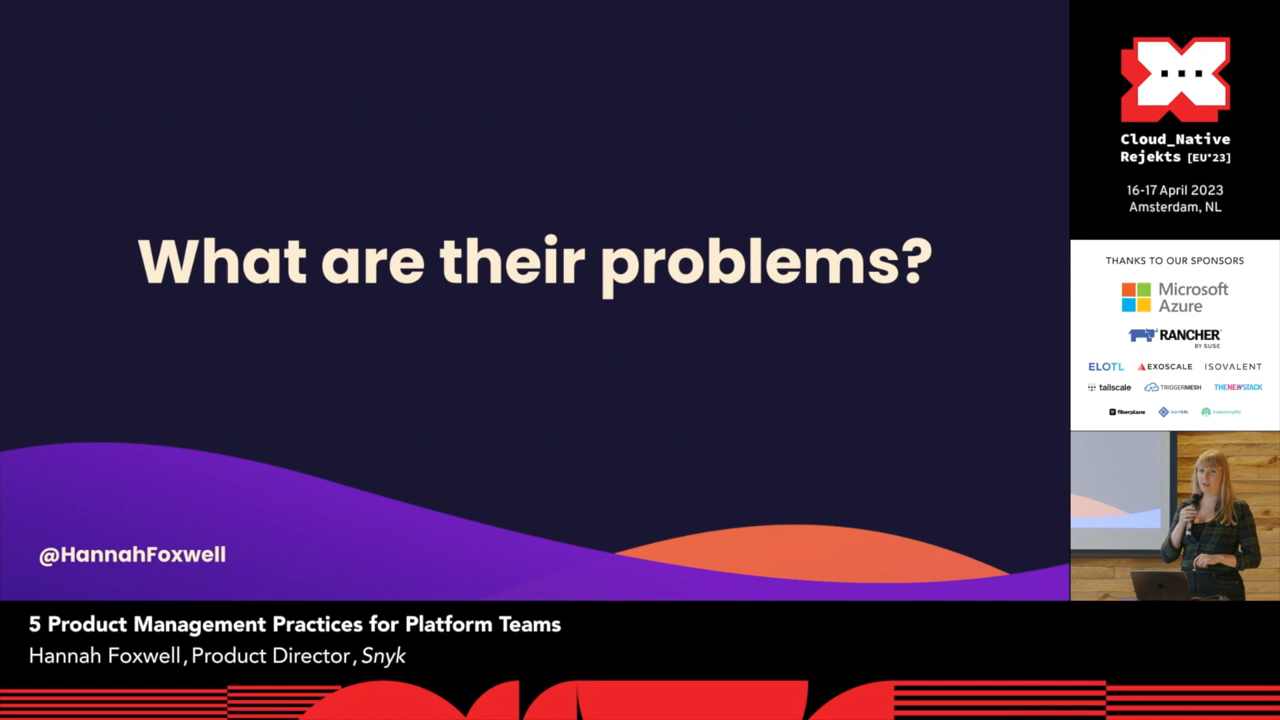 What are their problems?
@HannahFoxwell
5 Product Management Practices for Platform Teams
Hannah Foxwell, Product Director, Snyk
Cloud_Native
Rejekts [EU*23]
16-17 April 2023
Amsterdam, NL
THANKS TO OUR SPONSORS
Microsoft
Azure
RANCHER
BY SUSE
ELOTL EXOSCALE ISOVALENT
tailscale TRIGGERMESH THENEWSTACK
fiberplane